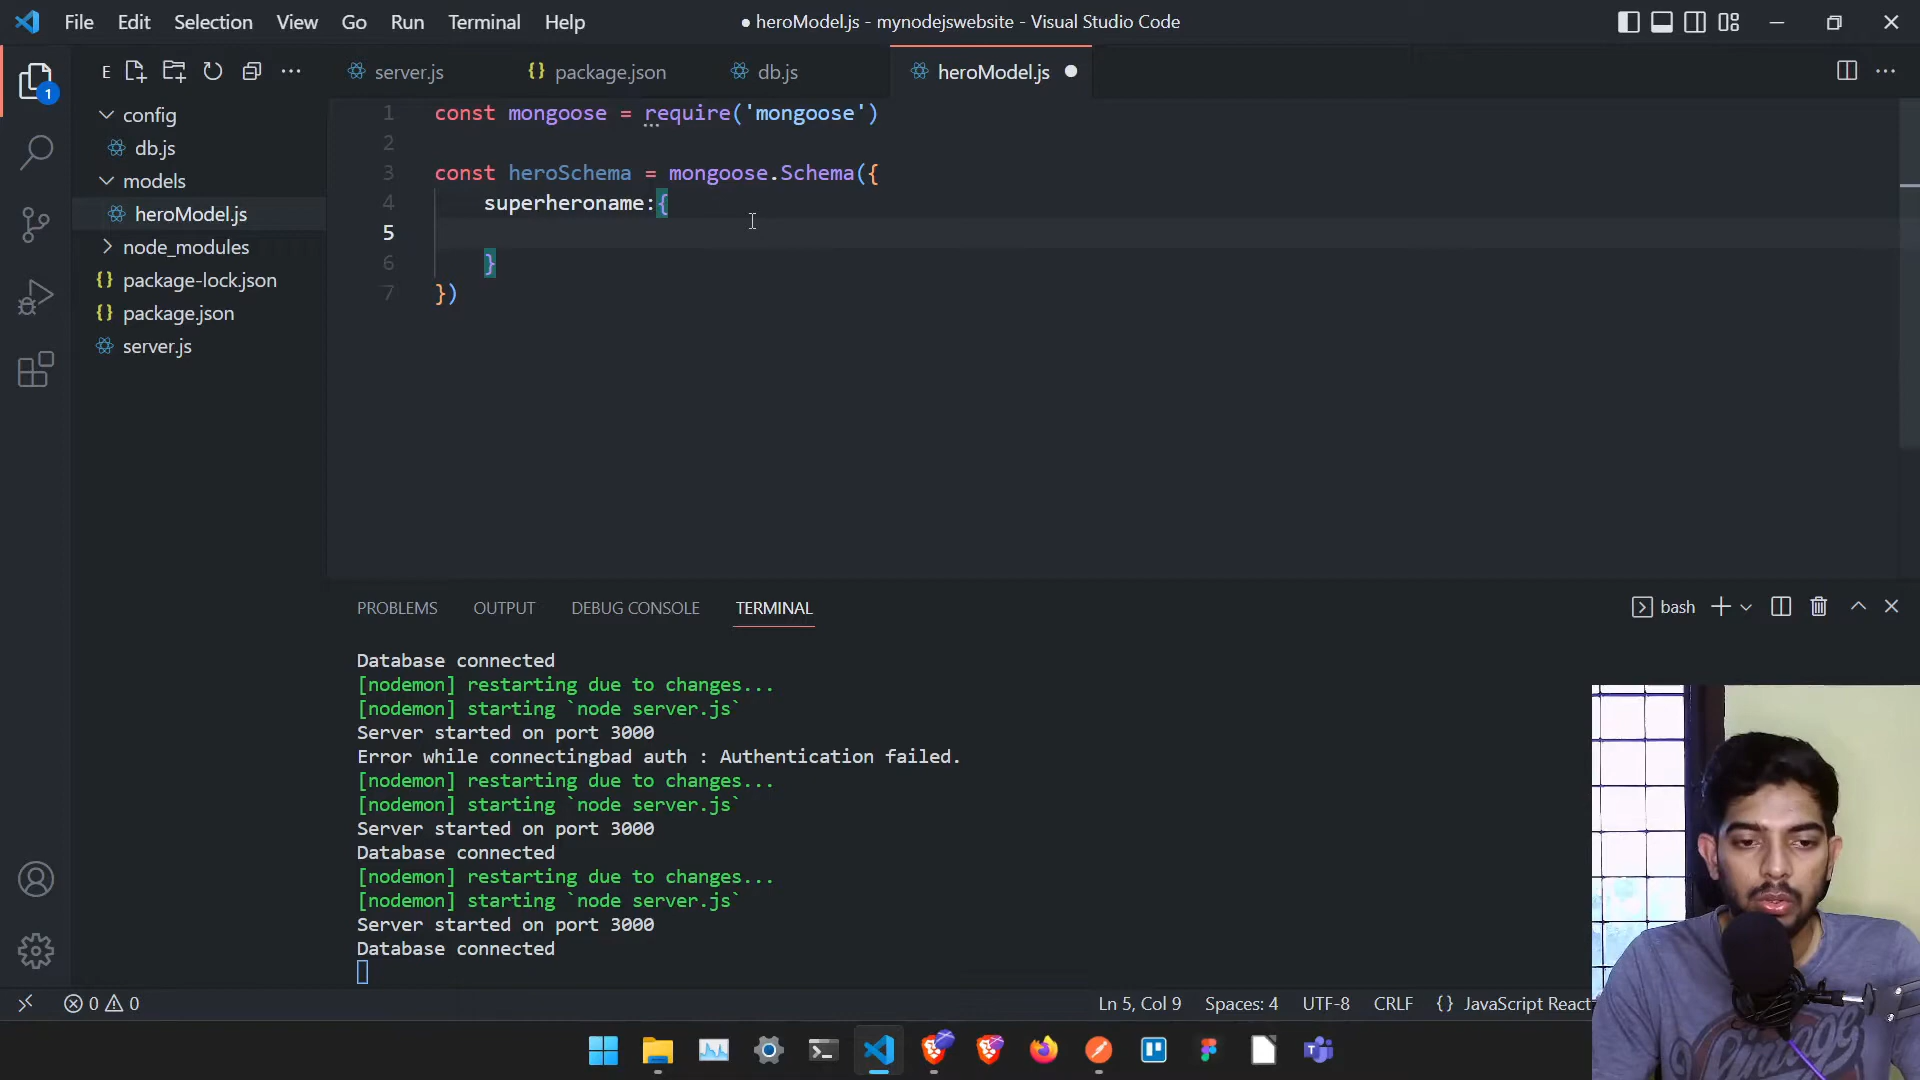 File Edit Selection View Go Run Terminal Help
● heroModel.js - mynodejswebsite - Visual Studio Code
E
server.js
package.json
db.js
heroModel.js
1
config
db.js
models
heroModel.js
node_modules
package-lock.json
package.json
server.js
1 const mongoose = require('mongoose')
2
3 const heroSchema = mongoose.Schema({
4 superheroname:{
5
6 }
7 })
PROBLEMS OUTPUT DEBUG CONSOLE TERMINAL
bash
Database connected
[nodemon] restarting due to changes...
[nodemon] starting `node server.js`
Server started on port 3000
Error while connectingbad auth : Authentication failed.
[nodemon] restarting due to changes...
[nodemon] starting `node server.js`
Server started on port 3000
Database connected
[nodemon] restarting due to changes...
[nodemon] starting `node server.js`
Server started on port 3000
Database connected
0 0
Ln 5, Col 9 Spaces: 4 UTF-8 CRLF {} JavaScript React